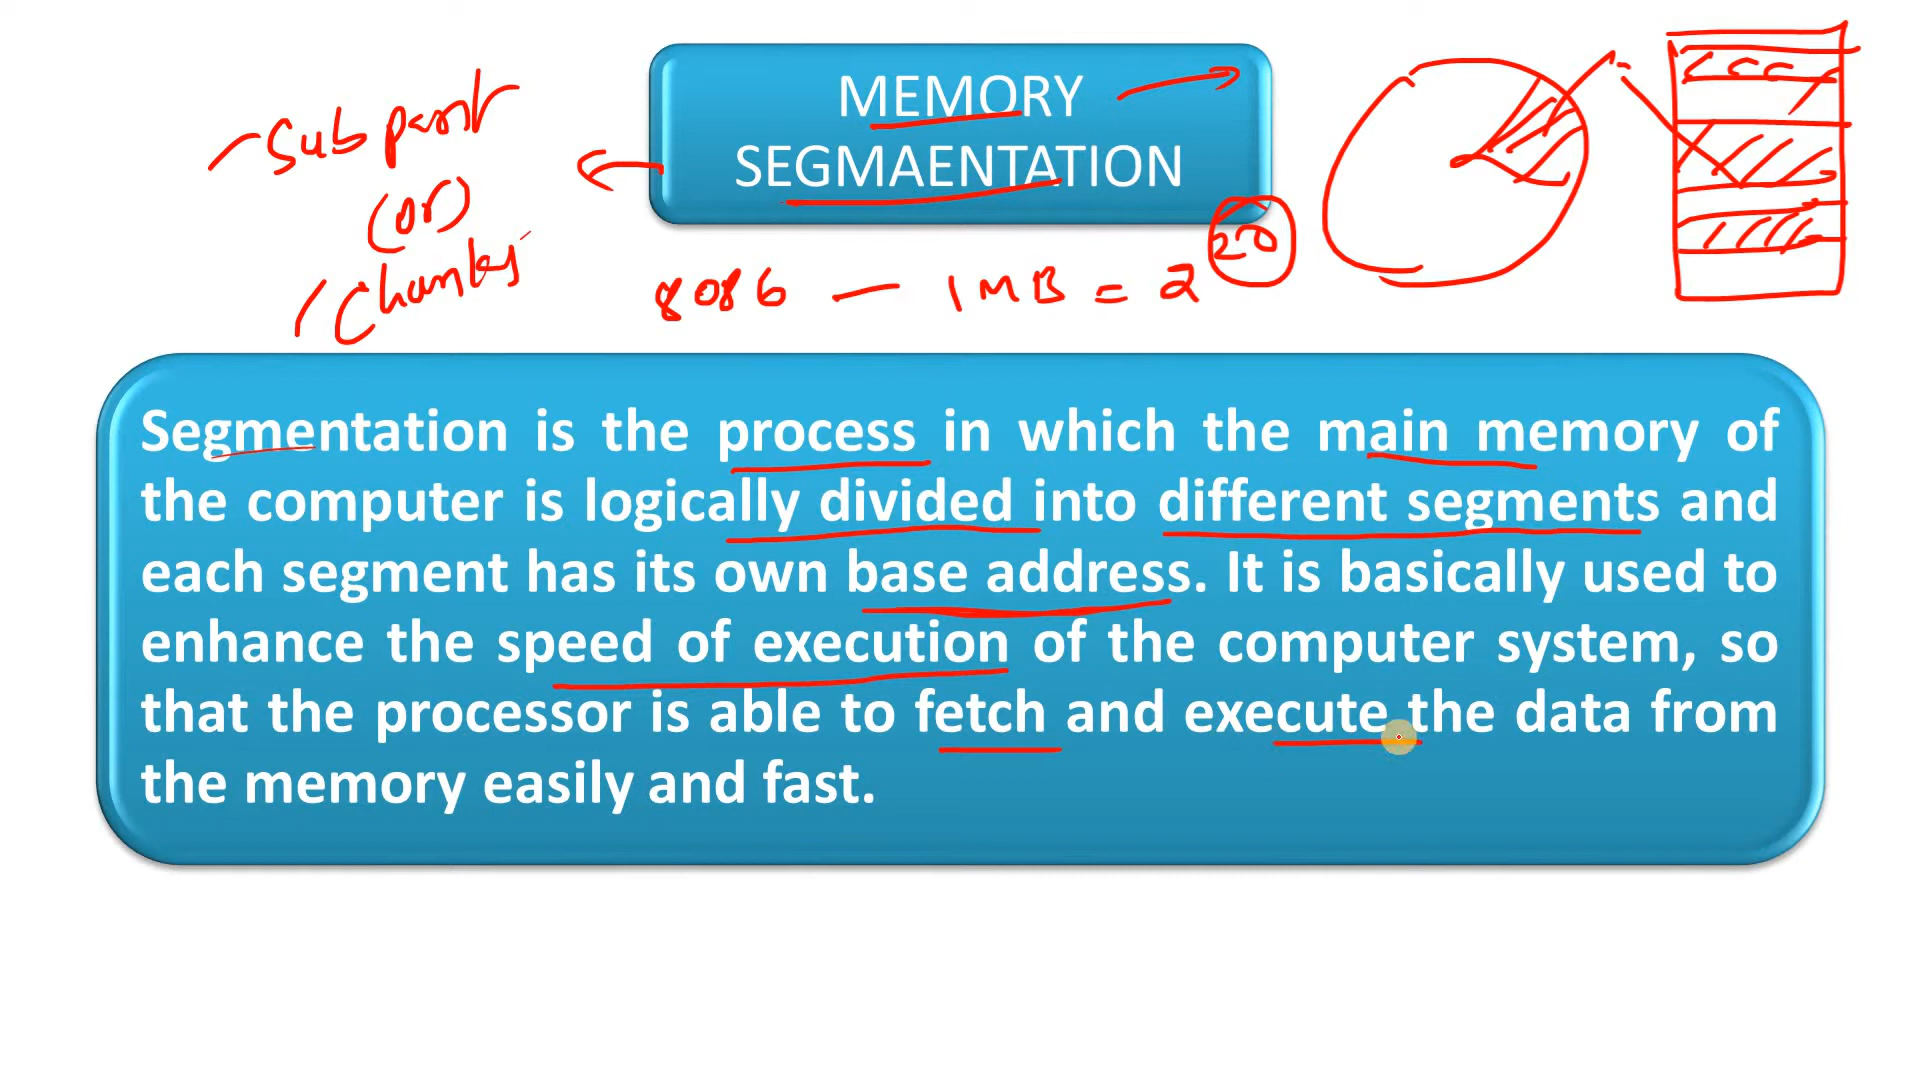 MEMORY
SEGMAENTATION
Sub part
(or)
Chunks
8086 — 1MB = 2^20
Segmentation is the process in which the main memory of
the computer is logically divided into different segments and
each segment has its own base address. It is basically used to
enhance the speed of execution of the computer system, so
that the processor is able to fetch and execute the data from
the memory easily and fast.